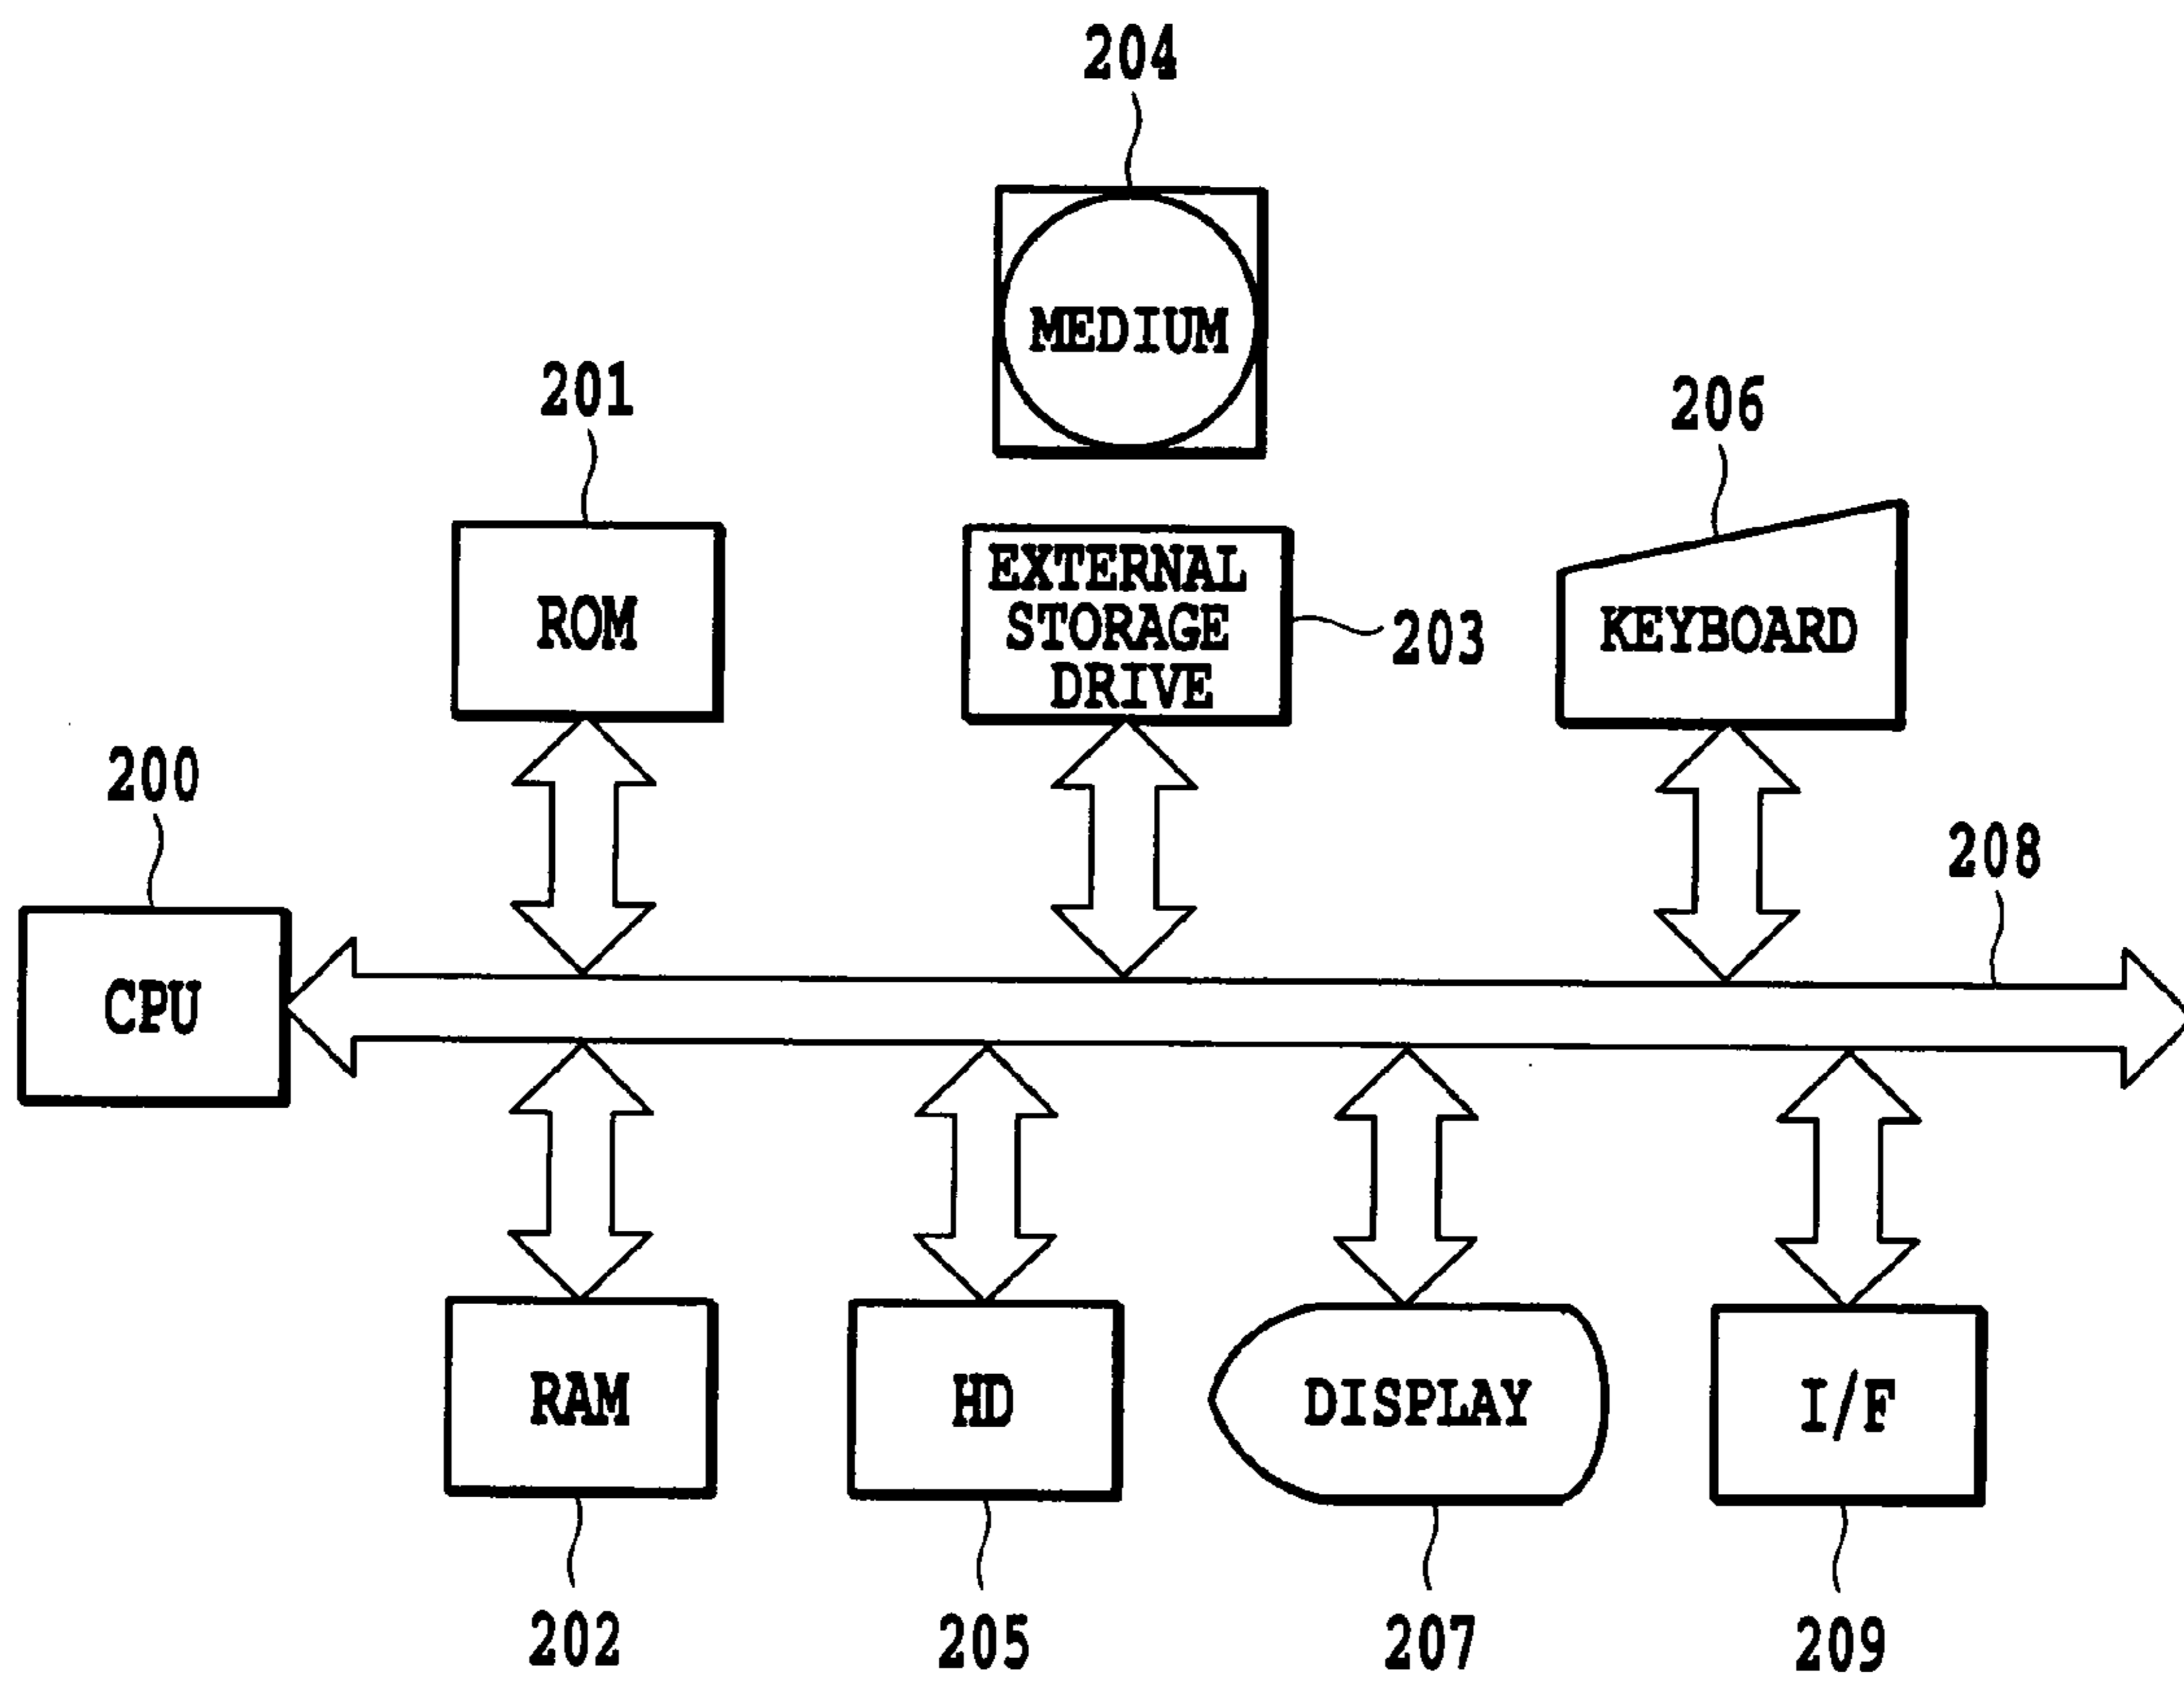 204
MEDIUM
201
206
ROM
EXTERNAL
STORAGE
DRIVE
203
KEYBOARD
200
208
CPU
RAM
HD
DISPLAY
I/F
202
205
207
209